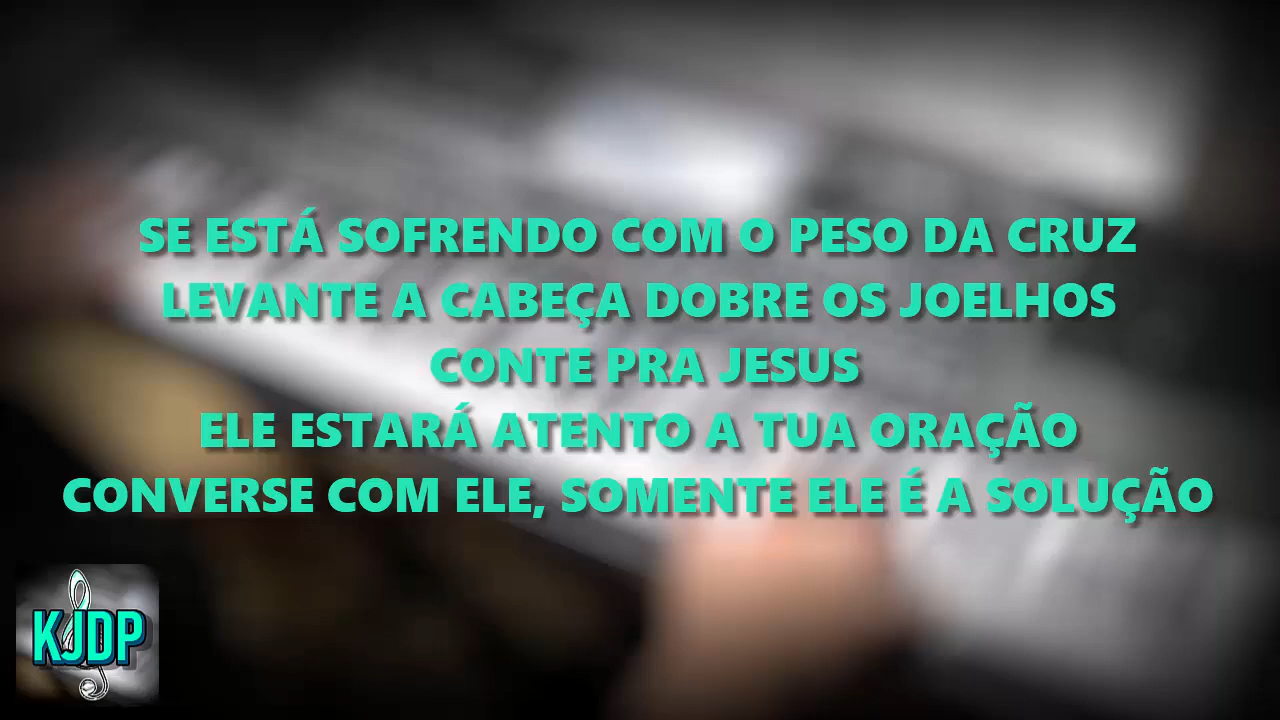 SE ESTÁ SOFRENDO COM O PESO DA CRUZ
LEVANTE A CABEÇA DOBRE OS JOELHOS
CONTE PRA JESUS
ELE ESTARÁ ATENTO A TUA ORAÇÃO
CONVERSE COM ELE, SOMENTE ELE É A SOLUÇÃO
KJDP